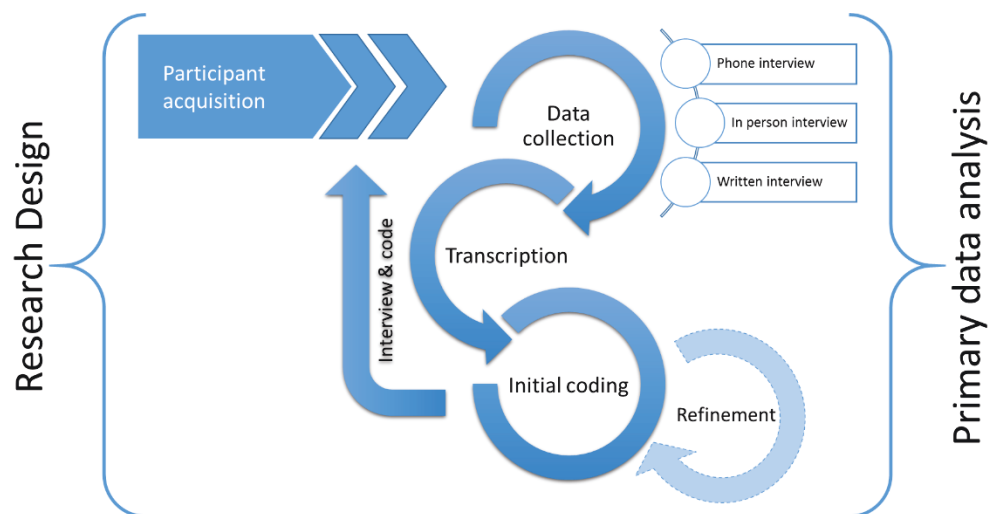 Research Design
Participant
acquisition
Data
collection
Phone interview
In person interview
Written interview
Transcription
Interview & code
Initial coding
Refinement
Primary data analysis